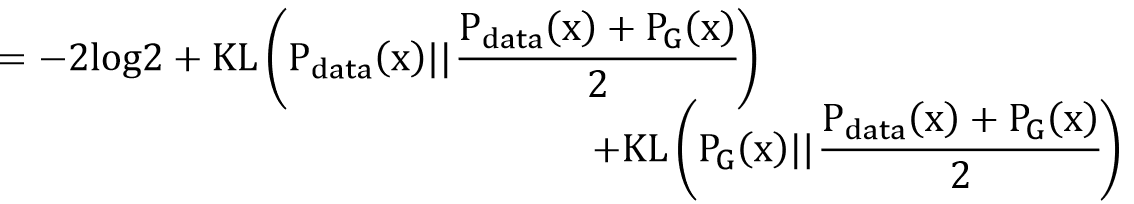 = −2log2 + KL(P_data(x)||(P_data(x) + P_G(x))/2)
+KL(P_G(x)||(P_data(x) + P_G(x))/2)